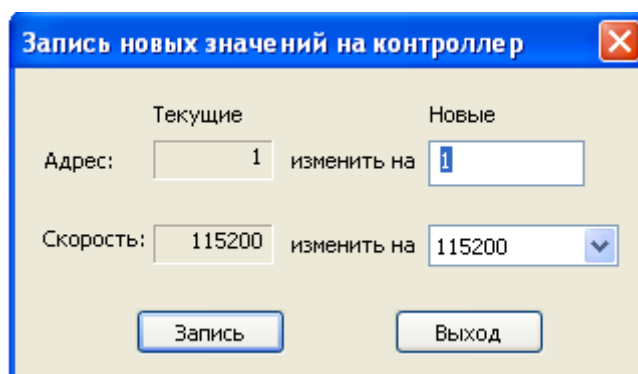 Запись новых значений на контроллер
Текущие Новые
Адрес: 1 изменить на 1
Скорость: 115200 изменить на 115200
Запись Выход